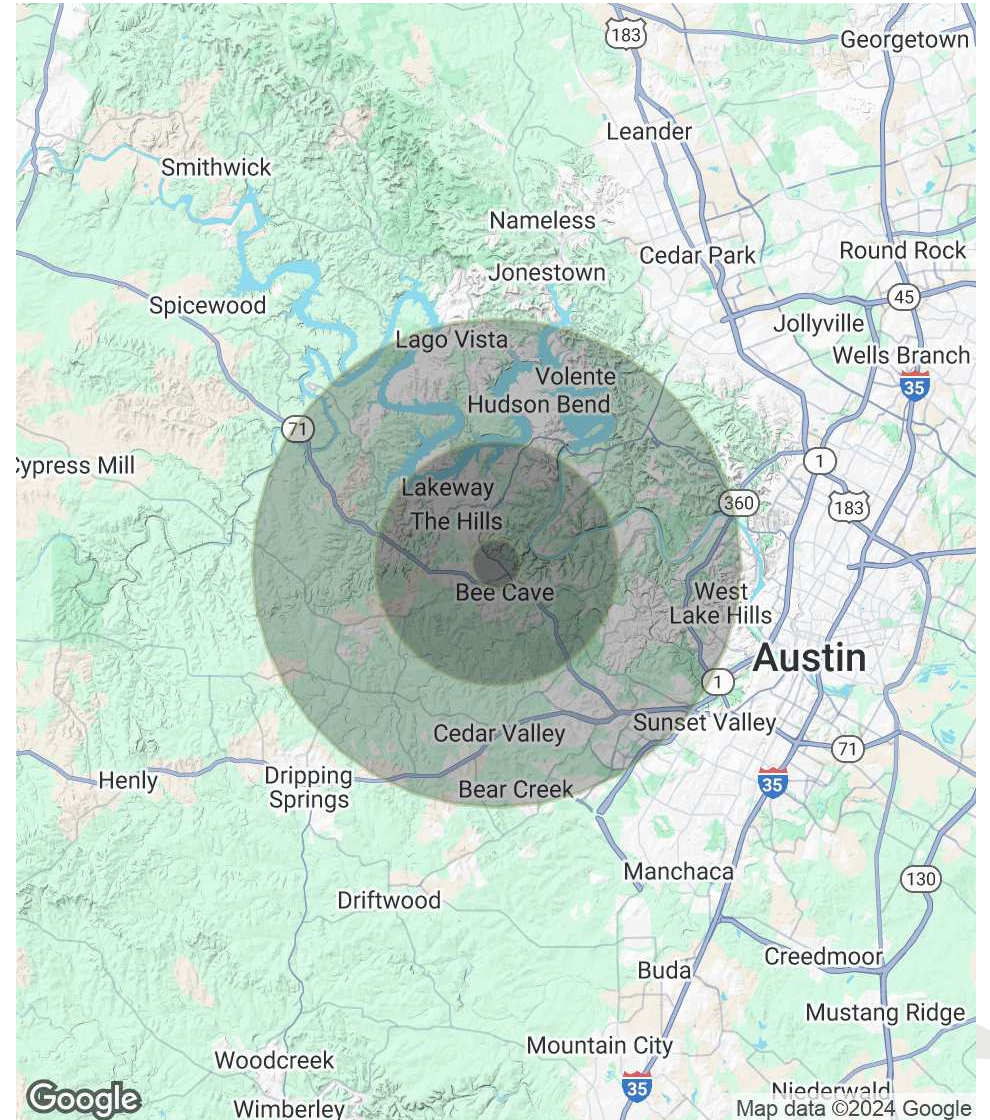 183
Georgetown
Leander
Smithwick
Nameless
Cedar Park
Round Rock
Jonestown
45
Spicewood
Jollyville
Lago Vista
Wells Branch
Volente
35
Hudson Bend
71
Cypress Mill
1
Lakeway
360
183
The Hills
Bee Cave
West
Lake Hills
Austin
1
Sunset Valley
Cedar Valley
71
Henly
Dripping
Springs
Bear Creek
35
Manchaca
130
Driftwood
Creedmoor
Buda
Mustang Ridge
Mountain City
Woodcreek
35
Niederwald
Google
Wimberley
Map data ©2024 Google